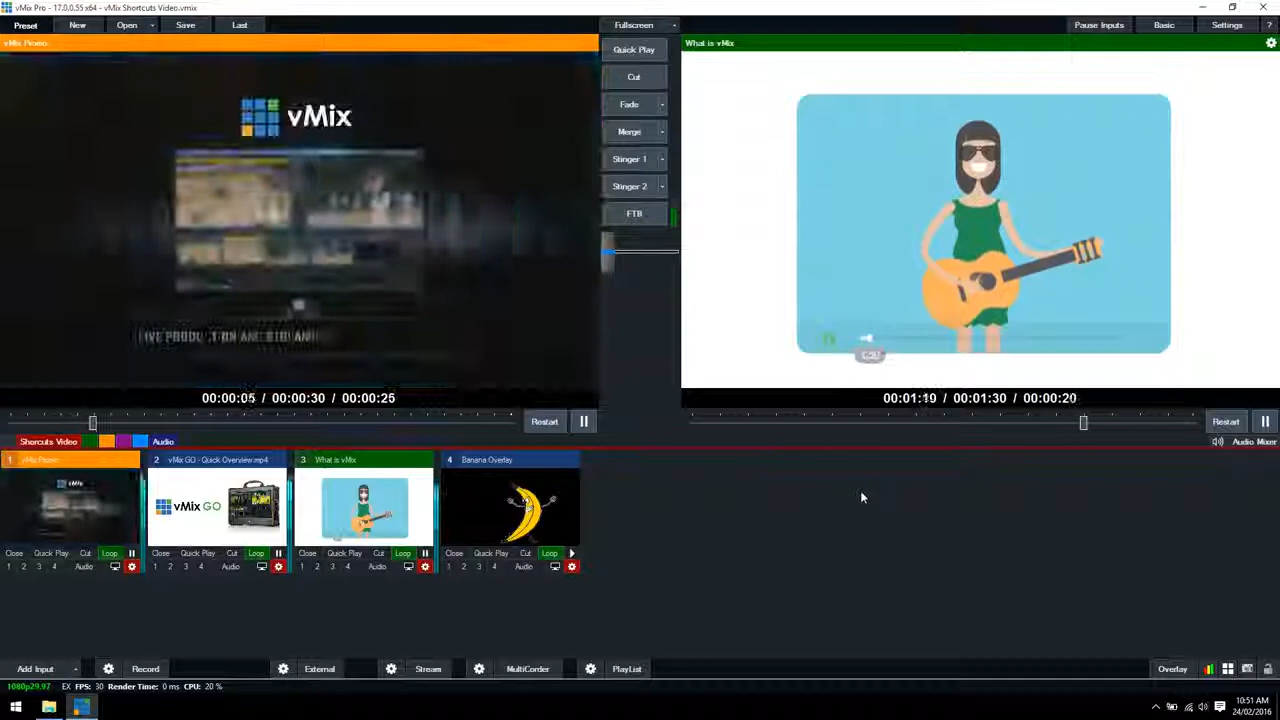 vMix Pro - 17.0.0.55 x64 - vMix Shortcuts Video.vmix
Preset New Open Save Last Fullscreen Pause Inputs Basic Settings ?
vMix Promo What is vMix
Quick Play
Cut
Fade
Merge
Stinger 1
Stinger 2
FTB
vMix
00:00:05 / 00:00:30 / 00:00:25
00:01:19 / 00:01:30 / 00:00:20
Restart Restart
Shorcuts Video Audio Audio Mixer
1 vMix Promo 2 vMix GO - Quick Overview.mp4 3 What is vMix 4 Banana Overlay
vMix
vMix GO
Close Quick Play Cut Loop Close Quick Play Cut Loop Close Quick Play Cut Loop Close Quick Play Cut Loop
1 2 3 4 Audio 1 2 3 4 Audio 1 2 3 4 Audio 1 2 3 4 Audio
Add Input Record External Stream MultiCorder PlayList Overlay
1080p29.97 EX FPS: 30 Render Time: 0 ms CPU: 20 %
10:51 AM
24/02/2016